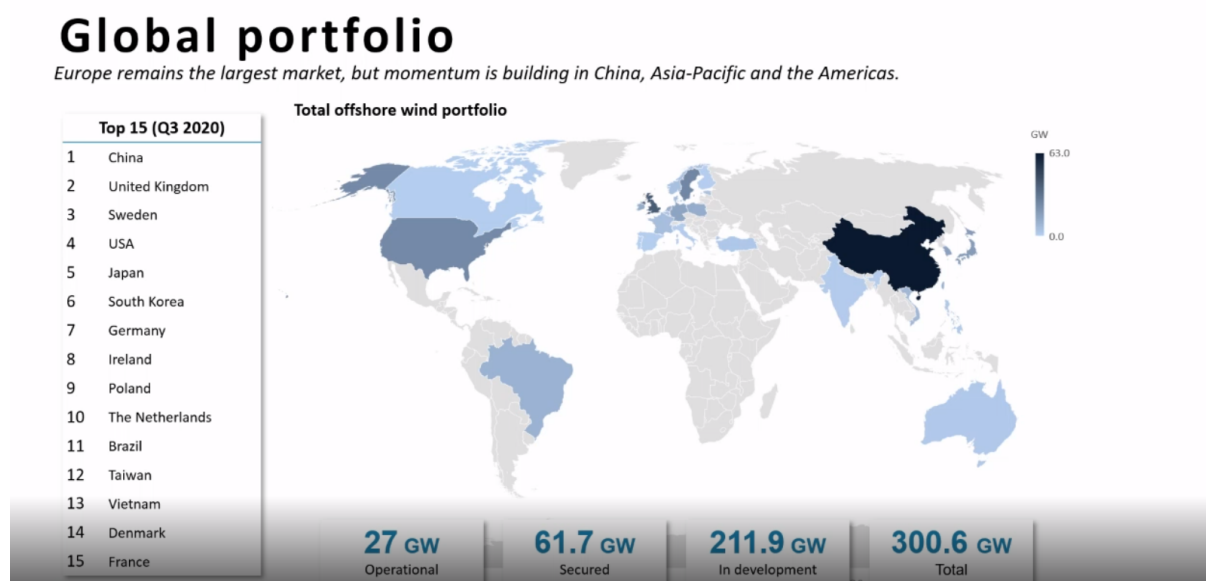 Global portfolio
Europe remains the largest market, but momentum is building in China, Asia-Pacific and the Americas.
Top 15 (Q3 2020)
1 China
2 United Kingdom
3 Sweden
4 USA
5 Japan
6 South Korea
7 Germany
8 Ireland
9 Poland
10 The Netherlands
11 Brazil
12 Taiwan
13 Vietnam
14 Denmark
15 France
Total offshore wind portfolio
GW
63.0
0.0
27 GW
Operational
61.7 GW
Secured
211.9 GW
In development
300.6 GW
Total